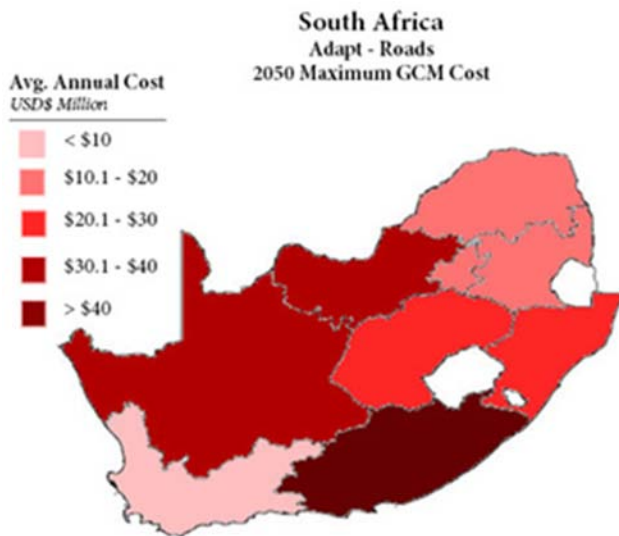 South Africa
Adapt - Roads
2050 Maximum GCM Cost
Avg. Annual Cost
USD$ Million
< $10
$10.1 - $20
$20.1 - $30
$30.1 - $40
> $40